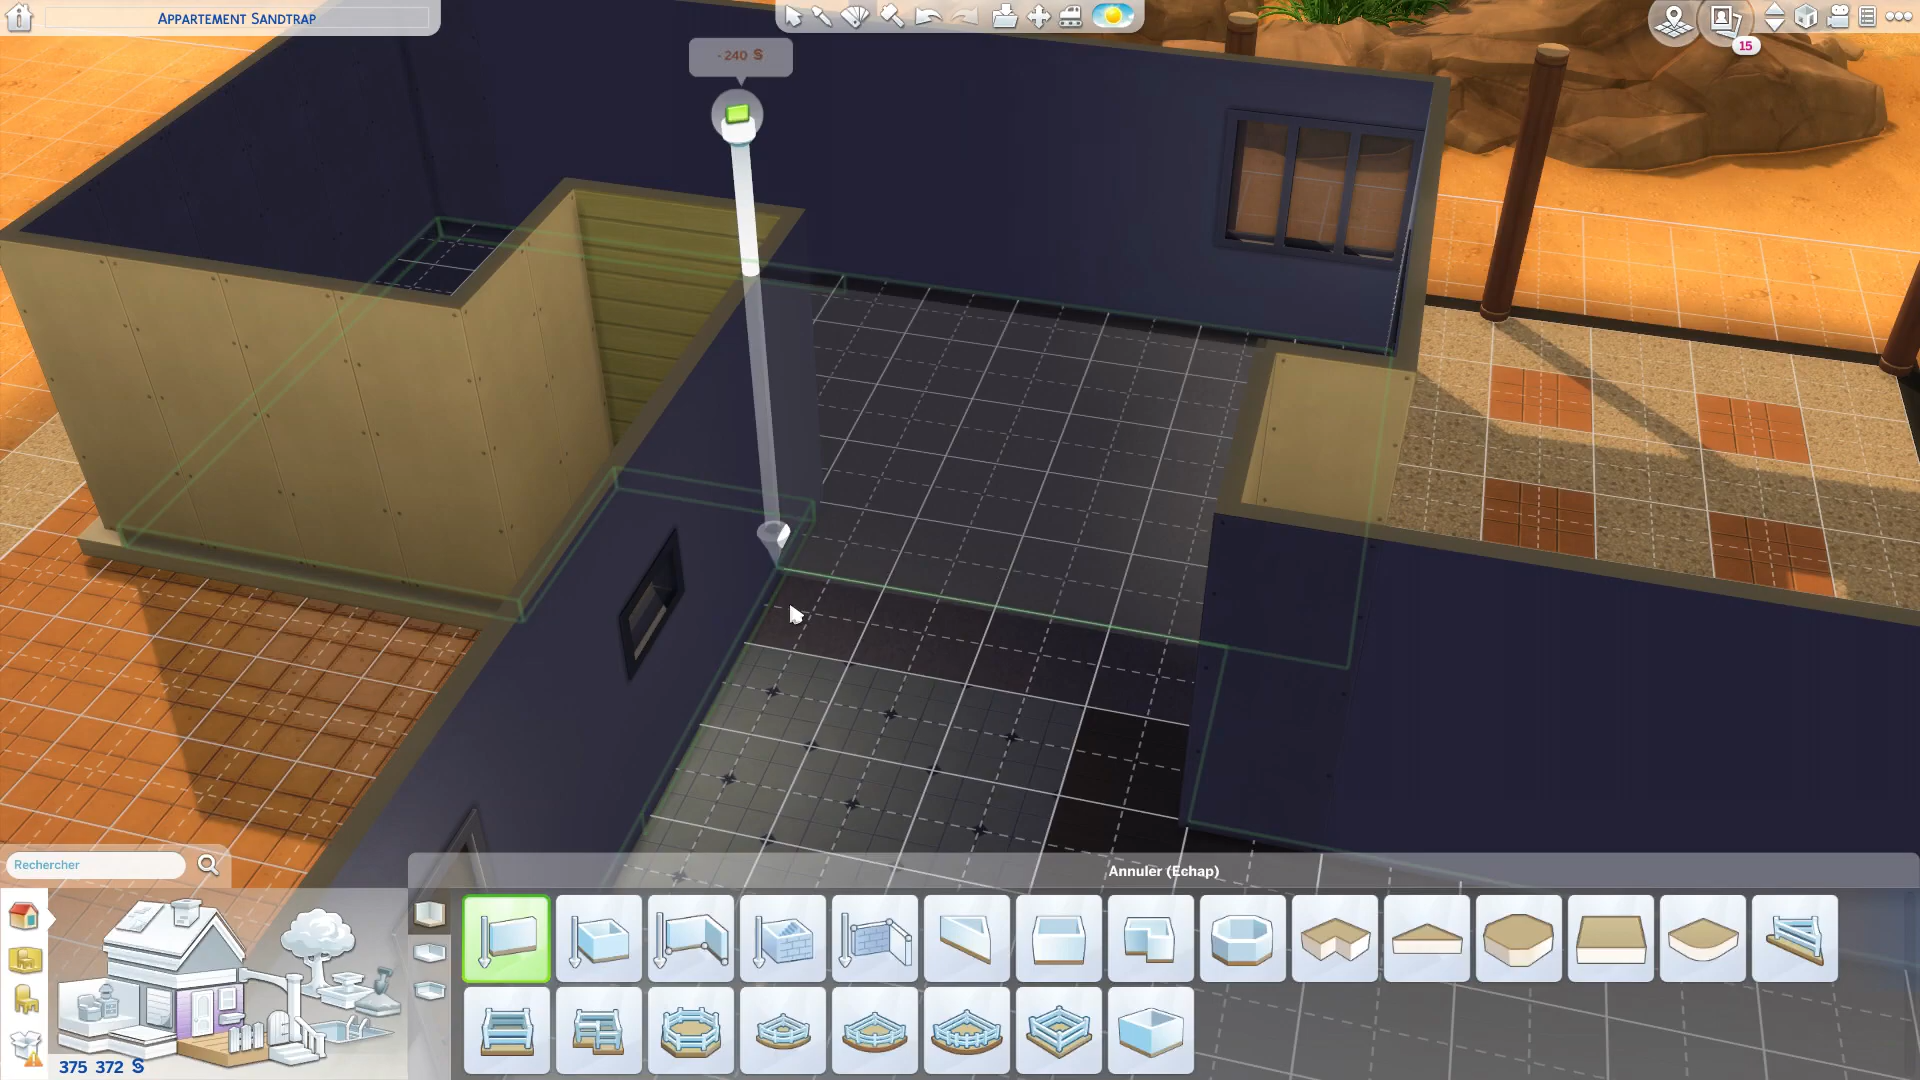 APPARTEMENT SANDTRAP
- 240 §
15
Rechercher
Annuler (Echap)
375 372 §